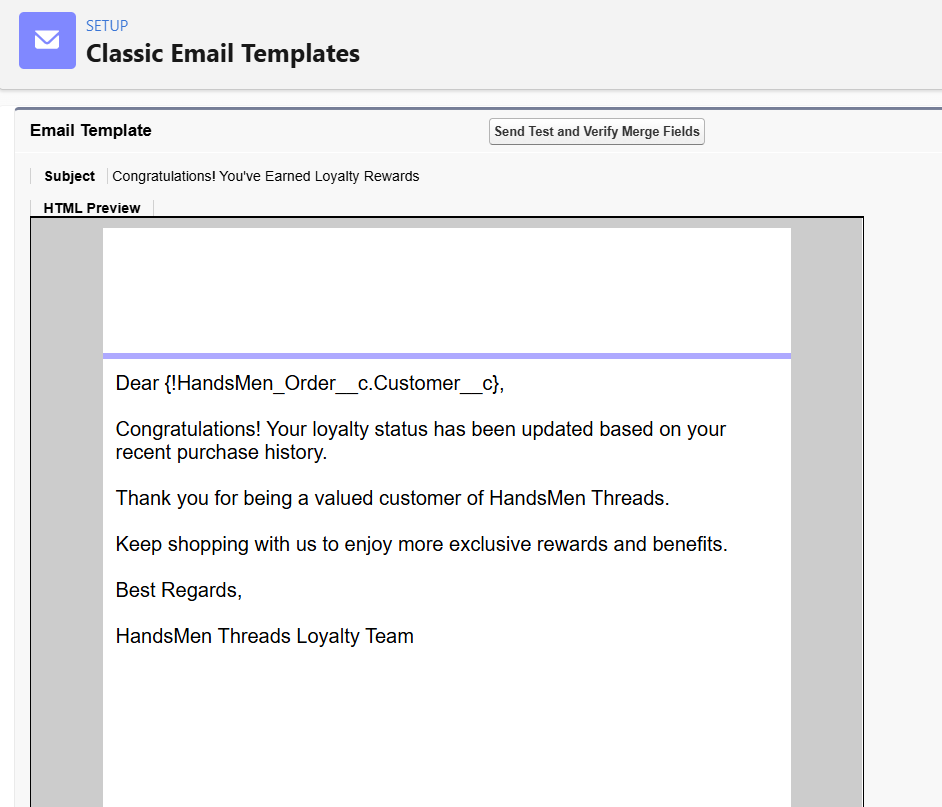 SETUP
Classic Email Templates
Email Template
Send Test and Verify Merge Fields
Subject Congratulations! You've Earned Loyalty Rewards
HTML Preview
Dear {!HandsMen_Order__c.Customer__c},
Congratulations! Your loyalty status has been updated based on your
recent purchase history.
Thank you for being a valued customer of HandsMen Threads.
Keep shopping with us to enjoy more exclusive rewards and benefits.
Best Regards,
HandsMen Threads Loyalty Team